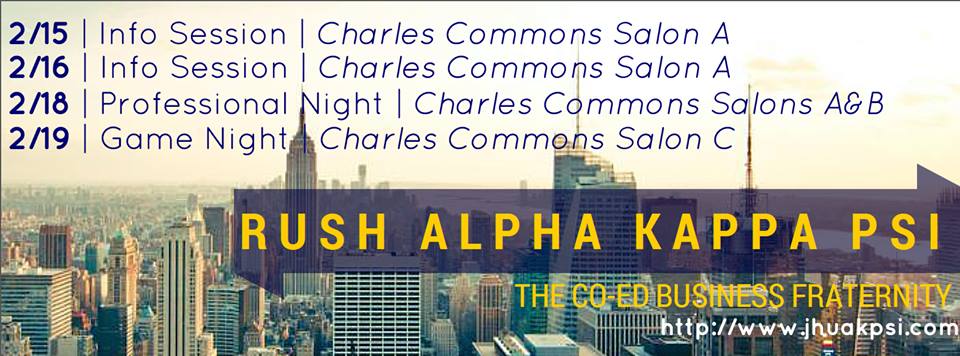 2/15 | Info Session | Charles Commons Salon A
2/16 | Info Session | Charles Commons Salon A
2/18 | Professional Night | Charles Commons Salons A&B
2/19 | Game Night | Charles Commons Salon C
RUSH ALPHA KAPPA PSI
THE CO-ED BUSINESS FRATERNITY
http://www.jhuakpsi.com